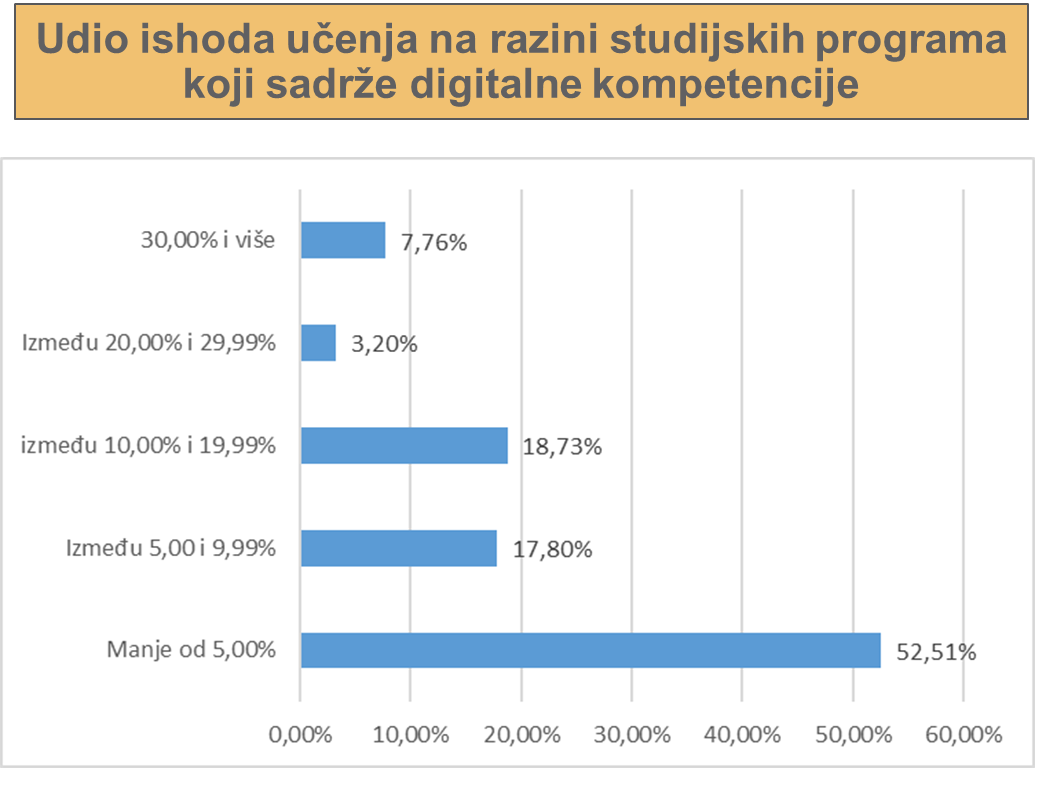 Udio ishoda učenja na razini studijskih programa
koji sadrže digitalne kompetencije
30,00% i više
7,76%
Između 20,00% i 29,99%
3,20%
između 10,00% i 19,99%
18,73%
Između 5,00 i 9,99%
17,80%
Manje od 5,00%
52,51%
0,00%
10,00%
20,00%
30,00%
40,00%
50,00%
60,00%